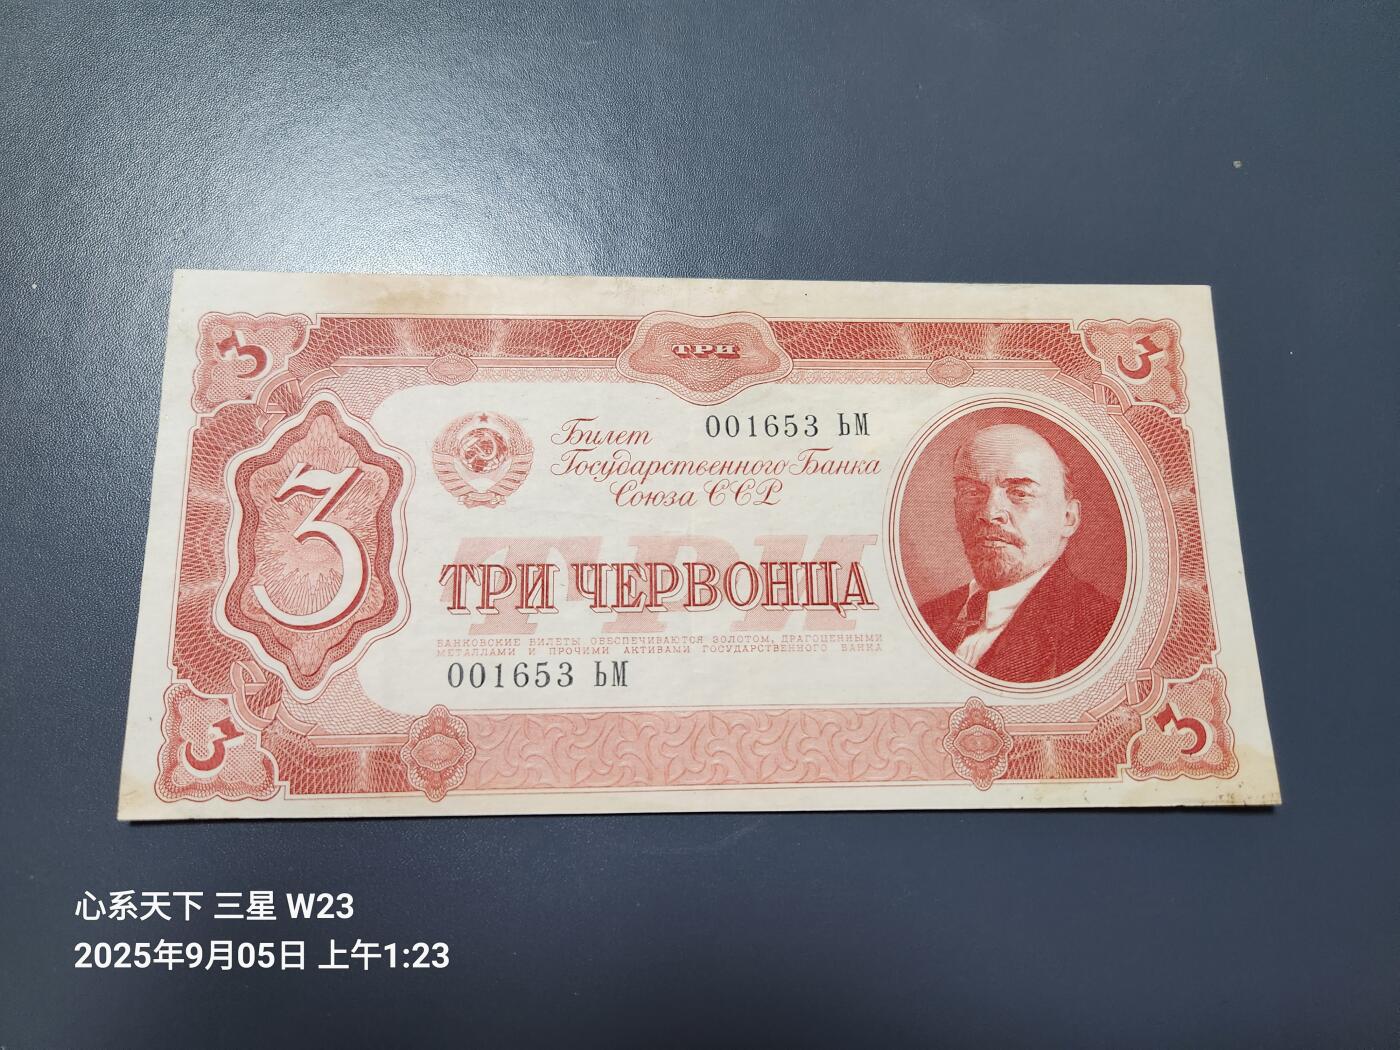 3
ТРИ
3
001653 ЬМ
Билет
Государственного Банка
Союза ССР
3
ТРИ
ТРИ ЧЕРВОНЦА
БАНКОВСКИЕ БИЛЕТЫ ОБЕСПЕЧИВАЮТСЯ ЗОЛОТОМ, ДРАГОЦЕННЫМИ
МЕТАЛЛАМИ И ПРОЧИМИ АКТИВАМИ ГОСУДАРСТВЕННОГО БАНКА
001653 ЬМ
3
3
心系天下 三星 W23
2025年9月05日 上午1:23